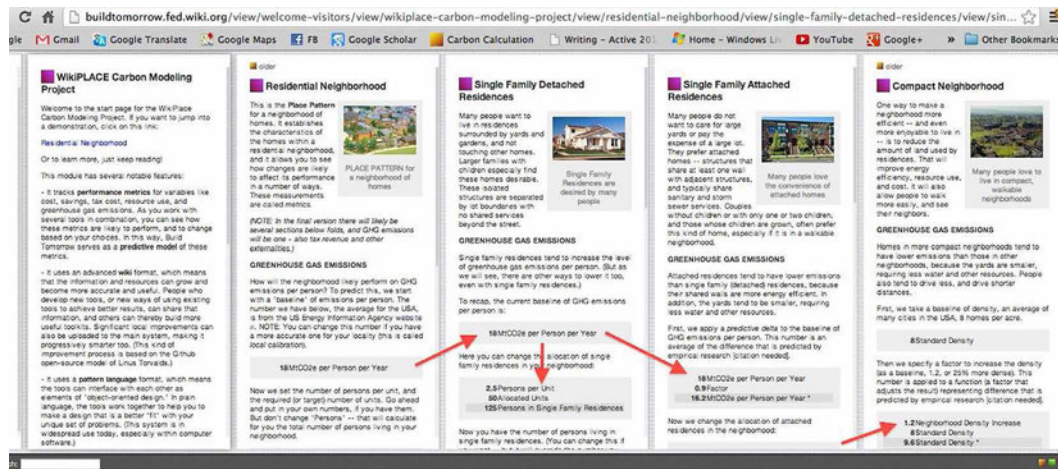 buildtomorrow.fed.wiki.org/view/welcome-visitors/view/wikiplace-carbon-modeling-project/view/residential-neighborhood/view/single-family-detached-residences/view/sin...
gle Gmail Google Translate Google Maps FB Google Scholar Carbon Calculation Writing - Active 201 Home - Windows Liv YouTube Google+ » Other Bookmarks
WikiPLACE Carbon Modeling
Project
Welcome to the start page for the WikiPlace
Carbon Modeling Project. If you want to jump into
a demonstration, click on this link:
Residential Neighborhood
Or to learn more, just keep reading!
This module has several notable features:
- It tracks performance metrics for variables like
cost, savings, tax cost, resource use, and
greenhouse gas emissions. As you work with
several tools in combination, you can see how
these metrics are likely to perform, and to change
based on your choices. In this way, Build
Tomorrow serves as a predictive model of these
metrics.
- It uses an advanced wiki format, which means
that the information and resources can grow and
become more accurate and useful. People who
develop new tools, or new ways of using existing
tools to achieve better results, can share that
information, and others can thereby build more
useful toolkits. Significant local improvements can
also be uploaded to the main system, making it
progressively smarter too. (This kind of
improvement process is based on the Github
open-source model of Linus Torvalds.)
- It uses a pattern language format, which means
the tools can interface with each other as
elements of "object-oriented design." In plain
language, the tools work together to help you to
make a design that is a better "fit" with your
unique set of problems. (This system is in
widespread use today, especially within computer
software.)
older
Residential Neighborhood
This is the Place Pattern
for a neighborhood of
homes. It establishes
the characteristics of
the homes within a
residential neighborhood,
and it allows you to see
how changes are likely
to affect its performance
in a number of ways.
These measurements
are called metrics.
PLACE PATTERN for
a neighborhood of
homes
(NOTE: In the final version there will likely be
several sections below folds, and GHG emissions
will be one - also tax revenue and other
externalities.)
GREENHOUSE GAS EMISSIONS
How will the neighborhood likely perform on GHG
emissions per person? To predict this, we start
with a "baseline" of emissions per person. The
number we have below, the average for the USA,
is from the US Energy Information Agency website
is. NOTE: You can change this number if you have
a more accurate one for your locality (this is called
local calibration).
18 MtCO2e per Person per Year
Now we set the number of persons per unit, and
the required (or target) number of units. Go ahead
and put in your own numbers, if you have them.
But don't change "Persons" -- that will calculate
for you the total number of persons living in your
neighborhood.
Single Family Detached
Residences
Many people want to
live in residences
surrounded by yards and
gardens, and not
touching other homes.
Larger families with
children especially find
these homes desirable.
These isolated
structures are separated
by lot boundaries with
no shared services
beyond the street.
Single Family
Residences are
desired by many
people
GREENHOUSE GAS EMISSIONS
Single family residences tend to increase the level
of greenhouse gas emissions per person. (But as
we will see, there are other ways to lower it too,
even with single family residences.)
To recap, the current baseline of GHG emissions
per person is:
18 MtCO2e per Person per Year
Here you can change the allocation of single
family residences in your neighborhood:
2.5 Persons per Unit
50 Allocated Units
125 Persons in Single Family Residences
Now you have the number of persons living in
single family residences. (You can change this if
Single Family Attached
Residences
Many people do not
want to care for large
yards or pay the
expense of a large lot.
They prefer attached
homes -- structures that
share at least one wall
with adjacent structures,
and typically share
sanitary and storm
sewer services. Couples
without children or with only one or two children,
and those whose children are grown, often prefer
this kind of home, especially if it is in a walkable
neighborhood.
Many people love
the convenience of
attached homes
GREENHOUSE GAS EMISSIONS
Attached residences tend to have lower emissions
than single family (detached) residences, because
their shared walls are more energy efficient. In
addition, the yards tend to be smaller, requiring
less water and other resources.
First, we apply a predictive delta to the baseline of
GHG emissions per person. This number is an
average of the difference that is predicted by
empirical research [citation needed].
18 MtCO2e per Person per Year
0.9 Factor
16.2 MtCO2e per Person per Year *
Now we change the allocation of attached
residences in the neighborhood:
older
Compact Neighborhood
One way to make a
neighborhood more
efficient -- and even
more enjoyable to live in
-- is to reduce the
amount of land used by
residences. That will
improve energy
efficiency, resource use,
and cost. It will also
allow people to walk
more easily, and see
their neighbors.
Many people love to
live in compact,
walkable
neighborhoods
GREENHOUSE GAS EMISSIONS
Homes in more compact neighborhoods tend to
have lower emissions than those in other
neighborhoods, because the yards are smaller,
requiring less water and other resources. People
also tend to drive less, and drive shorter
distances.
First, we take a baseline of density, an average of
many cities in the USA, 8 homes per acre.
8 Standard Density
Then we specify a factor to increase the density
(as a baseline, 1.2, or 25% more dense). This
number is applied to a function (a factor that
adjusts the result) representing difference that is
predicted by empirical research [citation needed].
1.2 Neighborhood Density Increase
8 Standard Density
9.6 Standard Density *